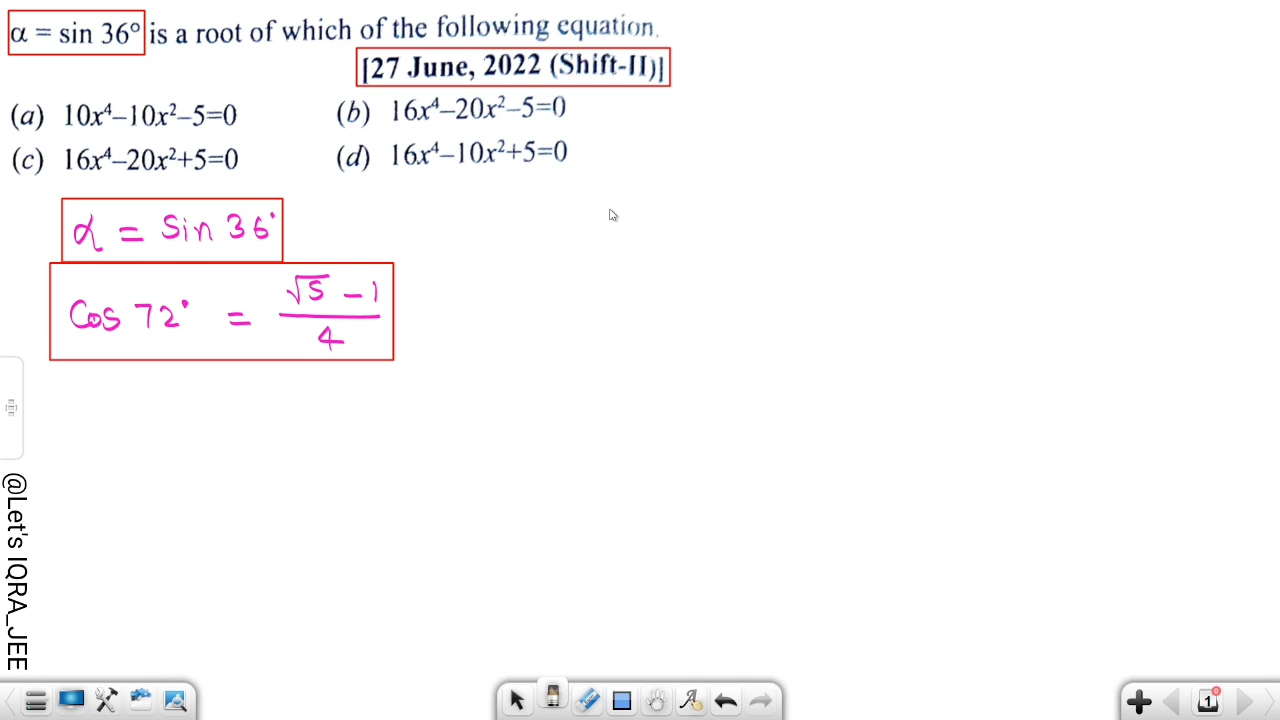 α = sin 36° is a root of which of the following equation.
[27 June, 2022 (Shift-II)]
(a) 10x⁴–10x²–5=0 (b) 16x⁴–20x²–5=0
(c) 16x⁴–20x²+5=0 (d) 16x⁴–10x²+5=0
α = Sin 36°
Cos 72° = (√5 – 1)/4
@Let's IQRA_JEE
1